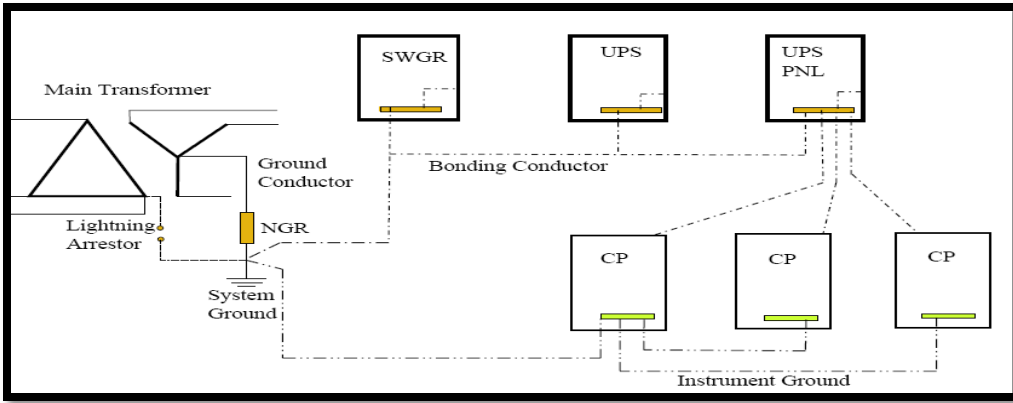 SWGR
UPS
UPS
PNL
Main Transformer
Ground
Conductor
Bonding Conductor
Lightning
Arrestor
NGR
System
Ground
CP
CP
CP
Instrument Ground